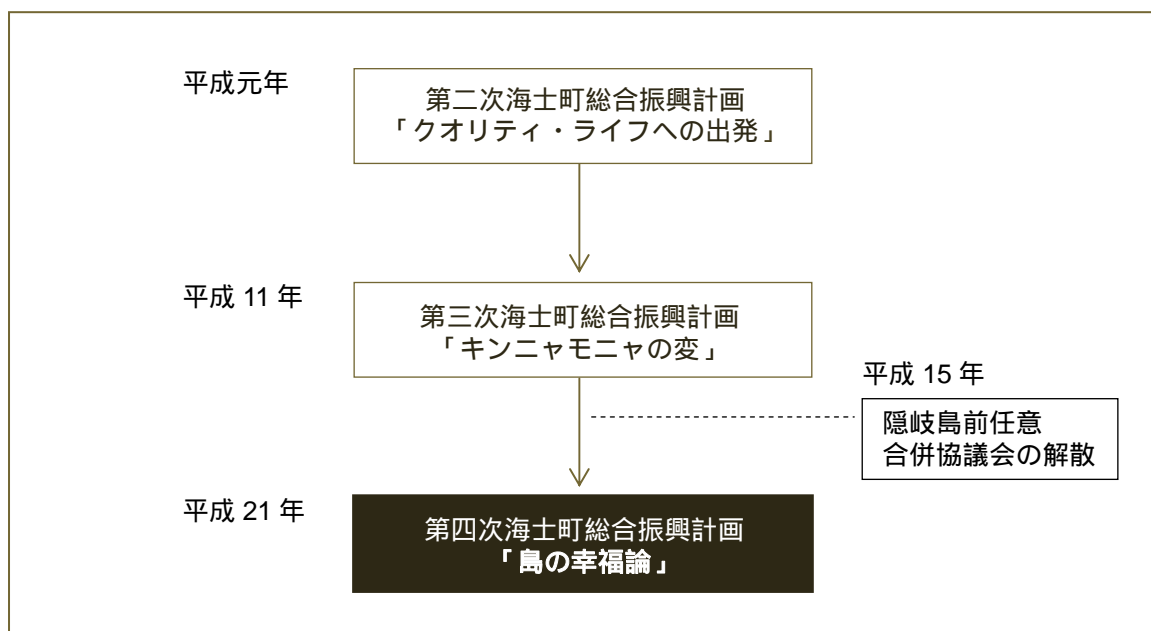 平成元年
第二次海士町総合振興計画
「クオリティ・ライフへの出発」
平成 11 年
第三次海士町総合振興計画
「キンニャモニャの変」
平成 15 年
隠岐島前任意
合併協議会の解散
平成 21 年
第四次海士町総合振興計画
「島の幸福論」